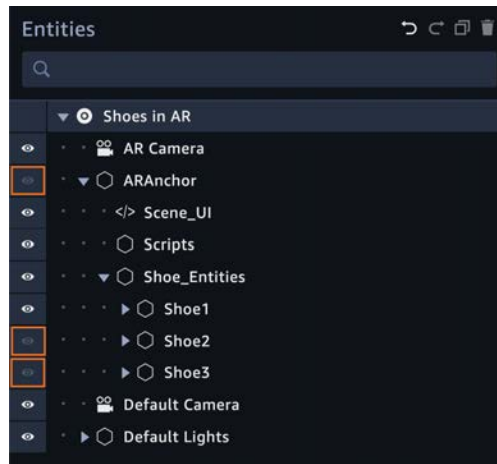 Entities
Shoes in AR
AR Camera
ARAnchor
</> Scene_UI
Scripts
Shoe_Entities
Shoe1
Shoe2
Shoe3
Default Camera
Default Lights